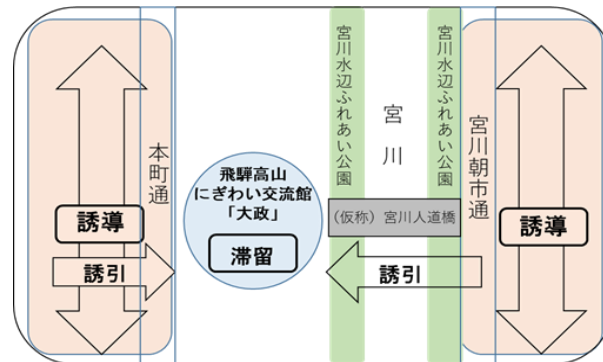 本町通
誘導
誘引
飛騨高山
にぎわい交流館
「大政」
滞留
宮川水辺ふれあい公園
宮川
宮川水辺ふれあい公園
(仮称)宮川人道橋
誘引
宮川朝市通
誘導